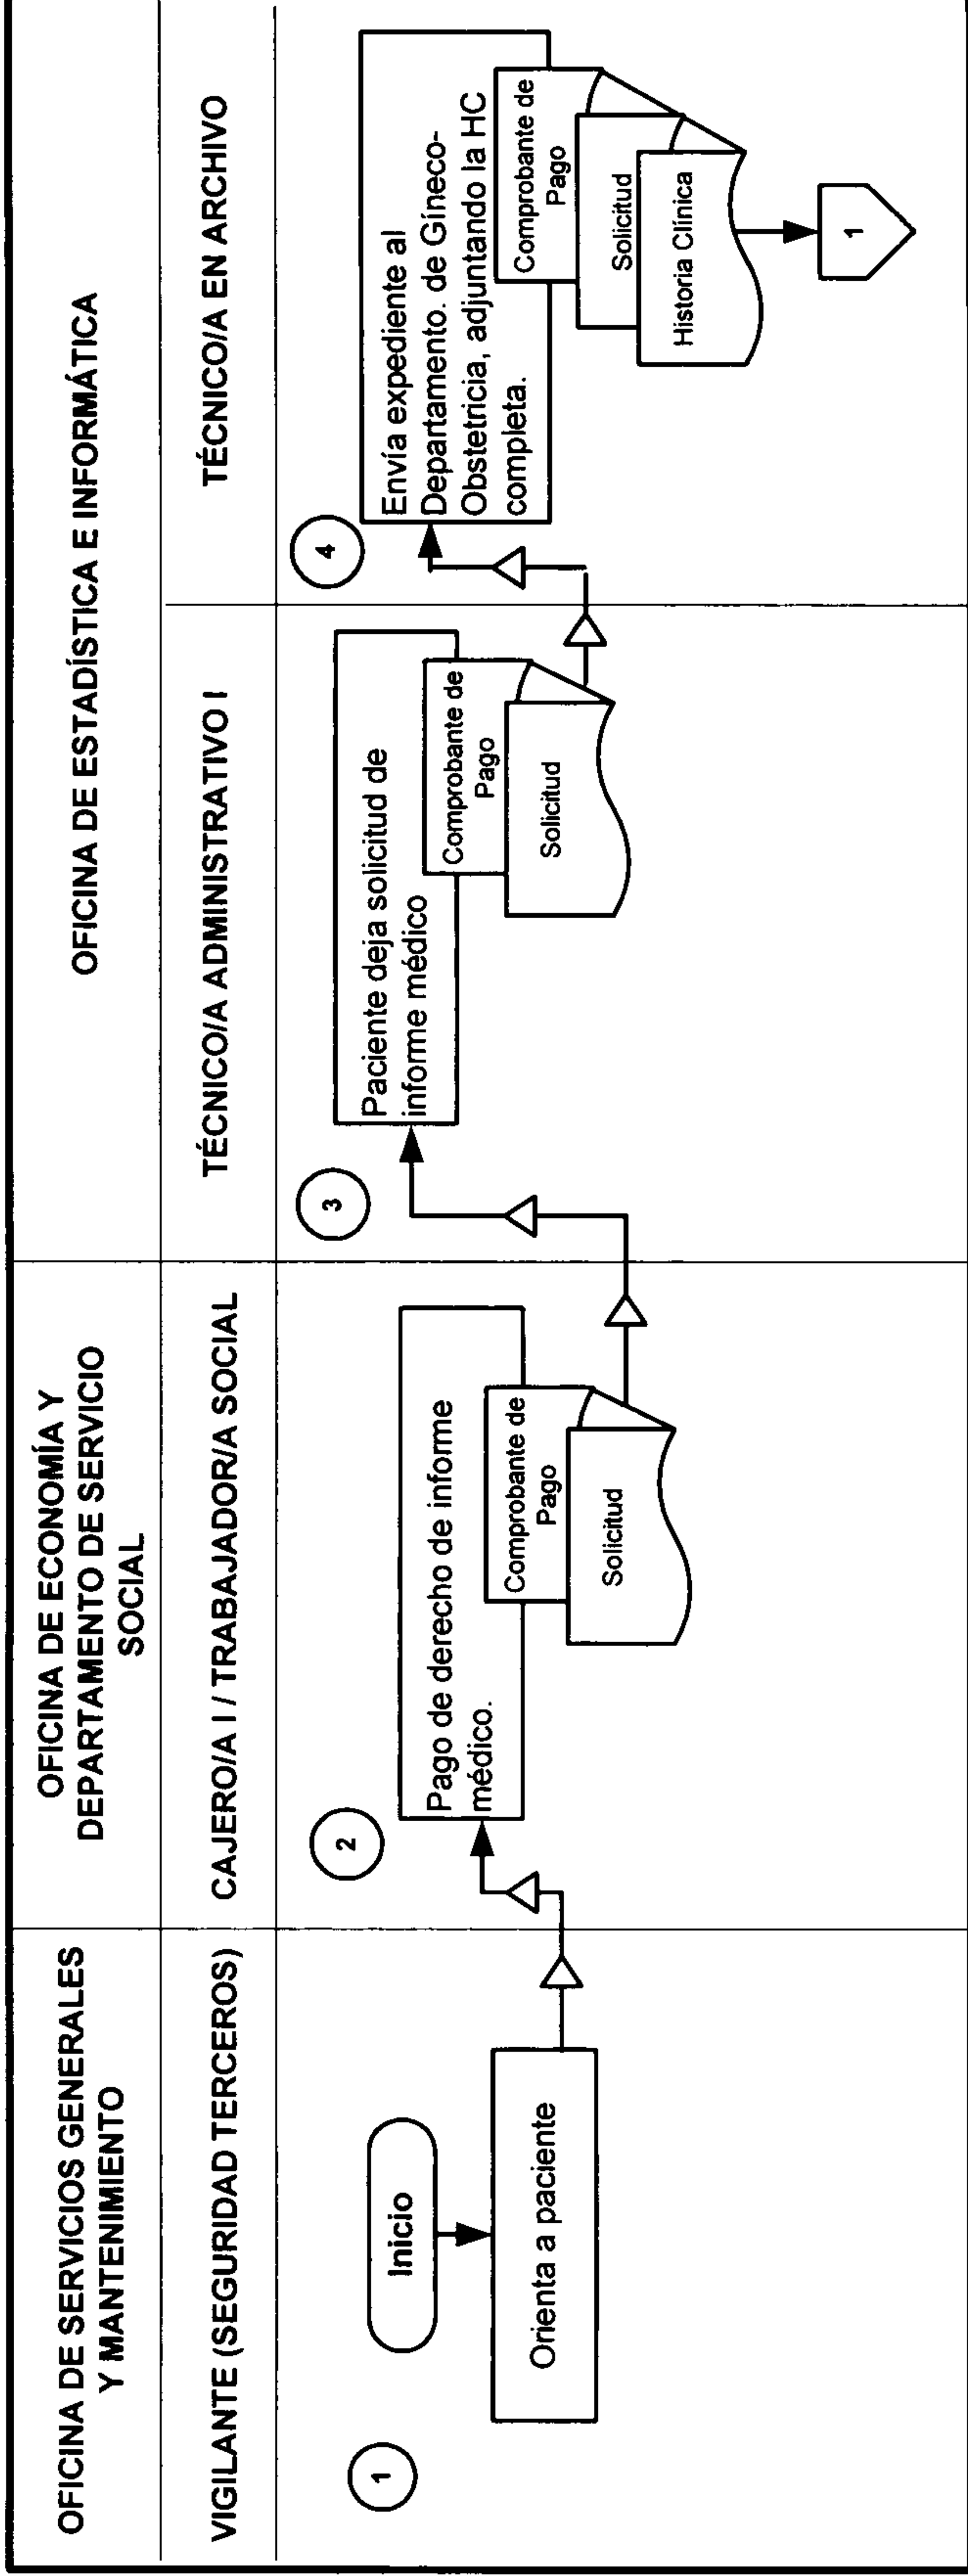 OFICINA DE SERVICIOS GENERALES
Y MANTENIMIENTO
OFICINA DE ECONOMÍA Y
DEPARTAMENTO DE SERVICIO
SOCIAL
OFICINA DE ESTADÍSTICA E INFORMÁTICA
VIGILANTE (SEGURIDAD TERCEROS)
CAJERO/A I / TRABAJADOR/A SOCIAL
TÉCNICO/A ADMINISTRATIVO I
TÉCNICO/A EN ARCHIVO
1
Inicio
Orienta a paciente
2
Pago de derecho de informe
médico.
Comprobante de
Pago
Solicitud
3
Paciente deja solicitud de
informe médico
Comprobante de
Pago
Solicitud
4
Envía expediente al
Departamento. de Gíneco-
Obstetricia, adjuntando la HC
completa.
Comprobante de
Pago
Solicitud
Historia Clínica
1